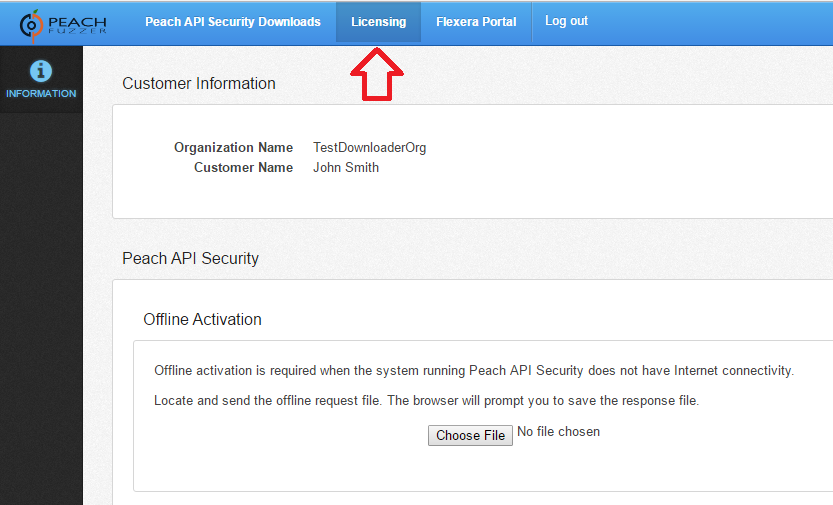 PEACH
FUZZER
Peach API Security Downloads
Licensing
Flexera Portal
Log out
INFORMATION
Customer Information
Organization Name TestDownloaderOrg
Customer Name John Smith
Peach API Security
Offline Activation
Offline activation is required when the system running Peach API Security does not have Internet connectivity.
Locate and send the offline request file. The browser will prompt you to save the response file.
Choose File No file chosen